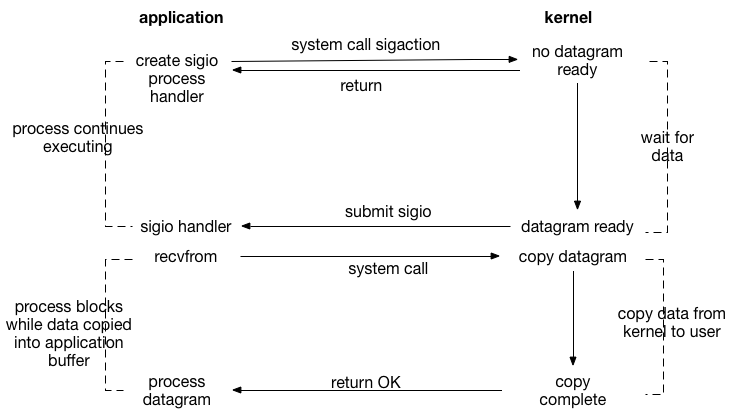 application
kernel
system call sigaction
create sigio
process
handler
no datagram
ready
return
process continues
executing
wait for
data
submit sigio
sigio handler
datagram ready
recvfrom
copy datagram
system call
process blocks
while data copied
into application
buffer
copy data from
kernel to user
process
datagram
return OK
copy
complete